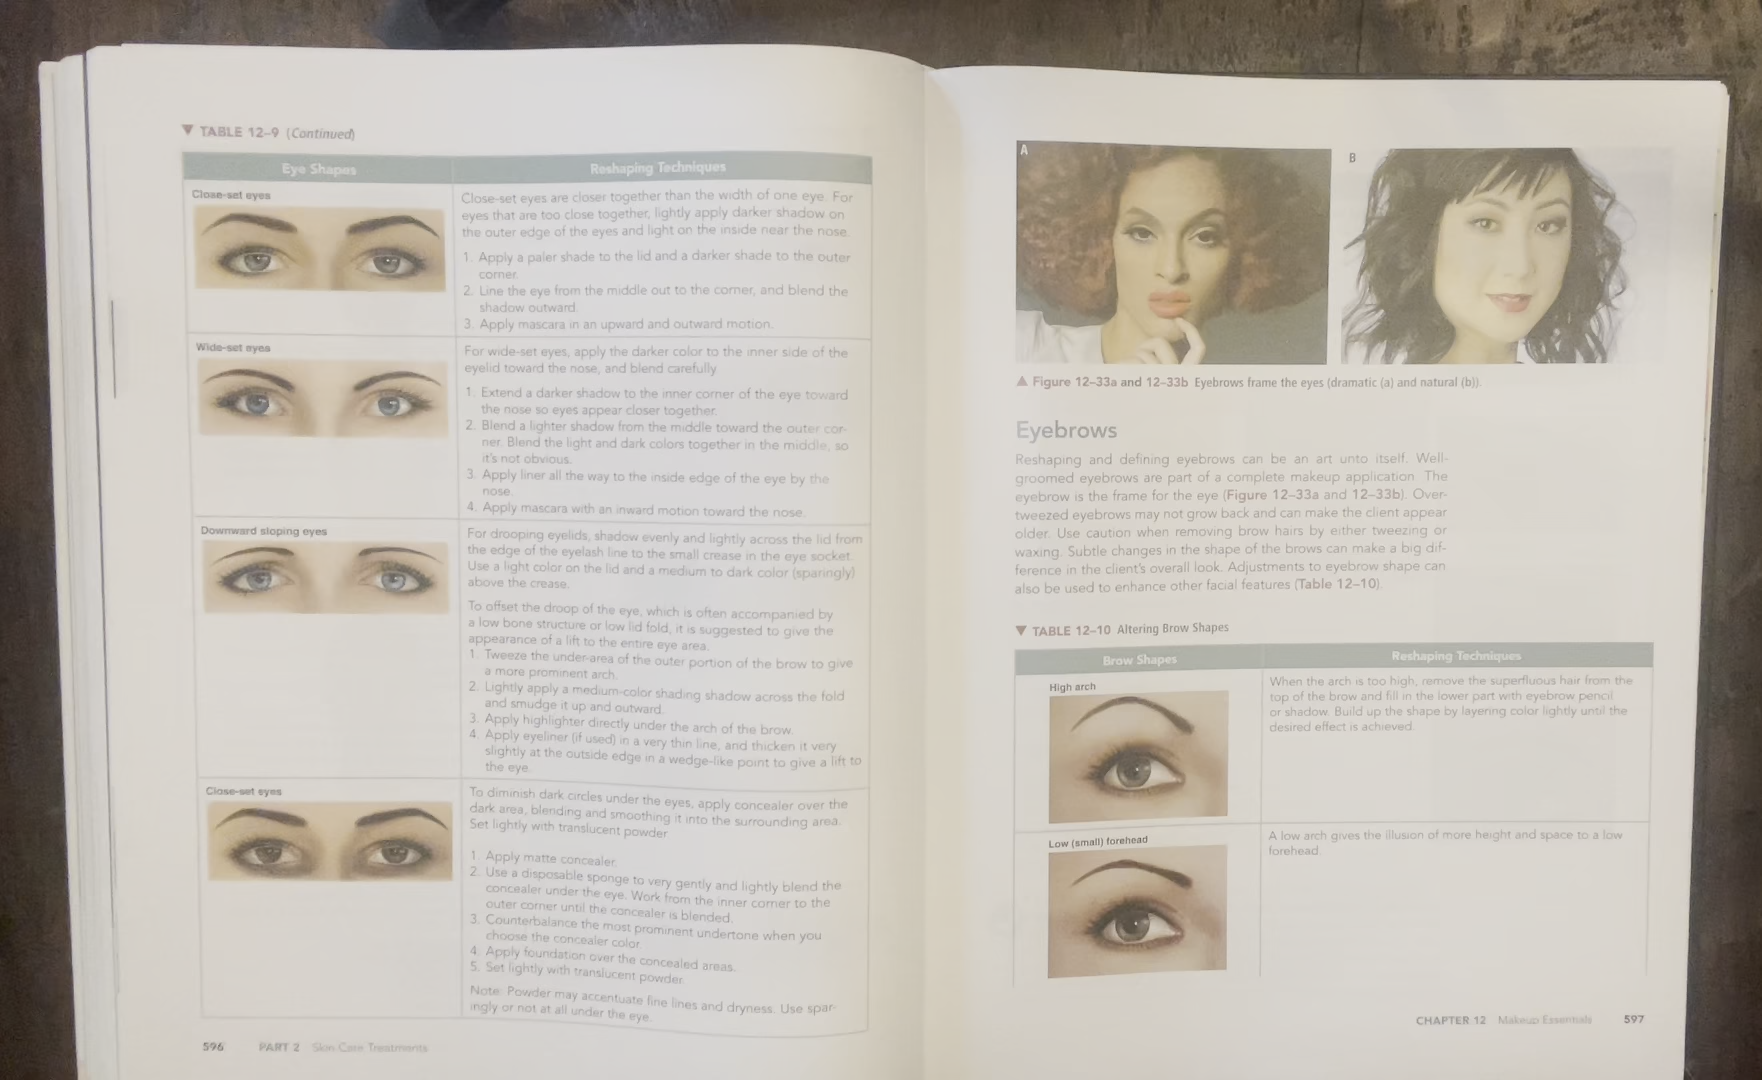 ▼ TABLE 12–9 (Continued)
Eye Shapes
Reshaping Techniques
Close-set eyes
Close-set eyes are closer together than the width of one eye. For
eyes that are too close together, lightly apply darker shadow on
the outer edge of the eyes and light on the inside near the nose.
1. Apply a paler shade to the lid and a darker shade to the outer
corner.
2. Line the eye from the middle out to the corner, and blend the
shadow outward.
3. Apply mascara in an upward and outward motion.
Wide-set eyes
For wide-set eyes, apply the darker color to the inner side of the
eyelid toward the nose, and blend carefully
1. Extend a darker shadow to the inner corner of the eye toward
the nose so eyes appear closer together.
2. Blend a lighter shadow from the middle toward the outer cor-
ner. Blend the light and dark colors together in the middle, so
it's not obvious.
3. Apply liner all the way to the inside edge of the eye by the
nose.
4. Apply mascara with an inward motion toward the nose.
Downward sloping eyes
For drooping eyelids, shadow evenly and lightly across the lid from
the edge of the eyelash line to the small crease in the eye socket.
Use a light color on the lid and a medium to dark color (sparingly)
above the crease.
To offset the droop of the eye, which is often accompanied by
a low bone structure or low lid fold, it is suggested to give the
appearance of a lift to the entire eye area.
1. Tweeze the under-area of the outer portion of the brow to give
a more prominent arch.
2. Lightly apply a medium-color shading shadow across the fold
and smudge it up and outward.
3. Apply highlighter directly under the arch of the brow.
4. Apply eyeliner (if used) in a very thin line, and thicken it very
slightly at the outside edge in a wedge-like point to give a lift to
the eye.
Close-set eyes
To diminish dark circles under the eyes, apply concealer over the
dark area, blending and smoothing it into the surrounding area.
Set lightly with translucent powder
1. Apply matte concealer.
2. Use a disposable sponge to very gently and lightly blend the
concealer under the eye. Work from the inner corner to the
outer corner until the concealer is blended.
3. Counterbalance the most prominent undertone when you
choose the concealer color.
4. Apply foundation over the concealed areas.
5. Set lightly with translucent powder.
Note: Powder may accentuate fine lines and dryness. Use spar-
ingly or not at all under the eye.
596 PART 2 Skin Care Treatments
A
B
▲ Figure 12–33a and 12–33b Eyebrows frame the eyes (dramatic (a) and natural (b)).
Eyebrows
Reshaping and defining eyebrows can be an art unto itself. Well-
groomed eyebrows are part of a complete makeup application. The
eyebrow is the frame for the eye (Figure 12–33a and 12–33b). Over-
tweezed eyebrows may not grow back and can make the client appear
older. Use caution when removing brow hairs by either tweezing or
waxing. Subtle changes in the shape of the brows can make a big dif-
ference in the client's overall look. Adjustments to eyebrow shape can
also be used to enhance other facial features (Table 12–10).
▼ TABLE 12–10 Altering Brow Shapes
Brow Shapes
Reshaping Techniques
High arch
When the arch is too high, remove the superfluous hair from the
top of the brow and fill in the lower part with eyebrow pencil
or shadow. Build up the shape by layering color lightly until the
desired effect is achieved.
Low (small) forehead
A low arch gives the illusion of more height and space to a low
forehead.
CHAPTER 12 Makeup Essentials 597